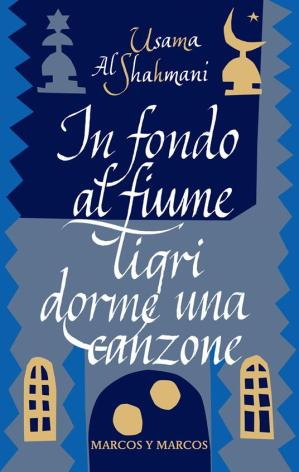 Usama
Al Shahmani
In fondo
al fiume
Tigri
dorme una
canzone
MARCOS Y MARCOS